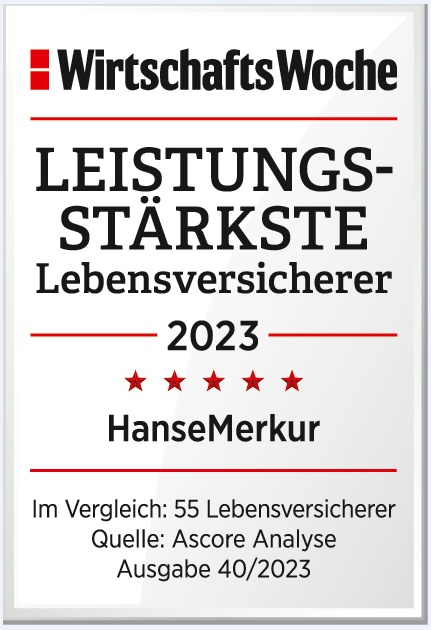 WirtschaftsWoche
LEISTUNGS-
STÄRKSTE
Lebensversicherer
2023
HanseMerkur
Im Vergleich: 55 Lebensversicherer
Quelle: Ascore Analyse
Ausgabe 40/2023